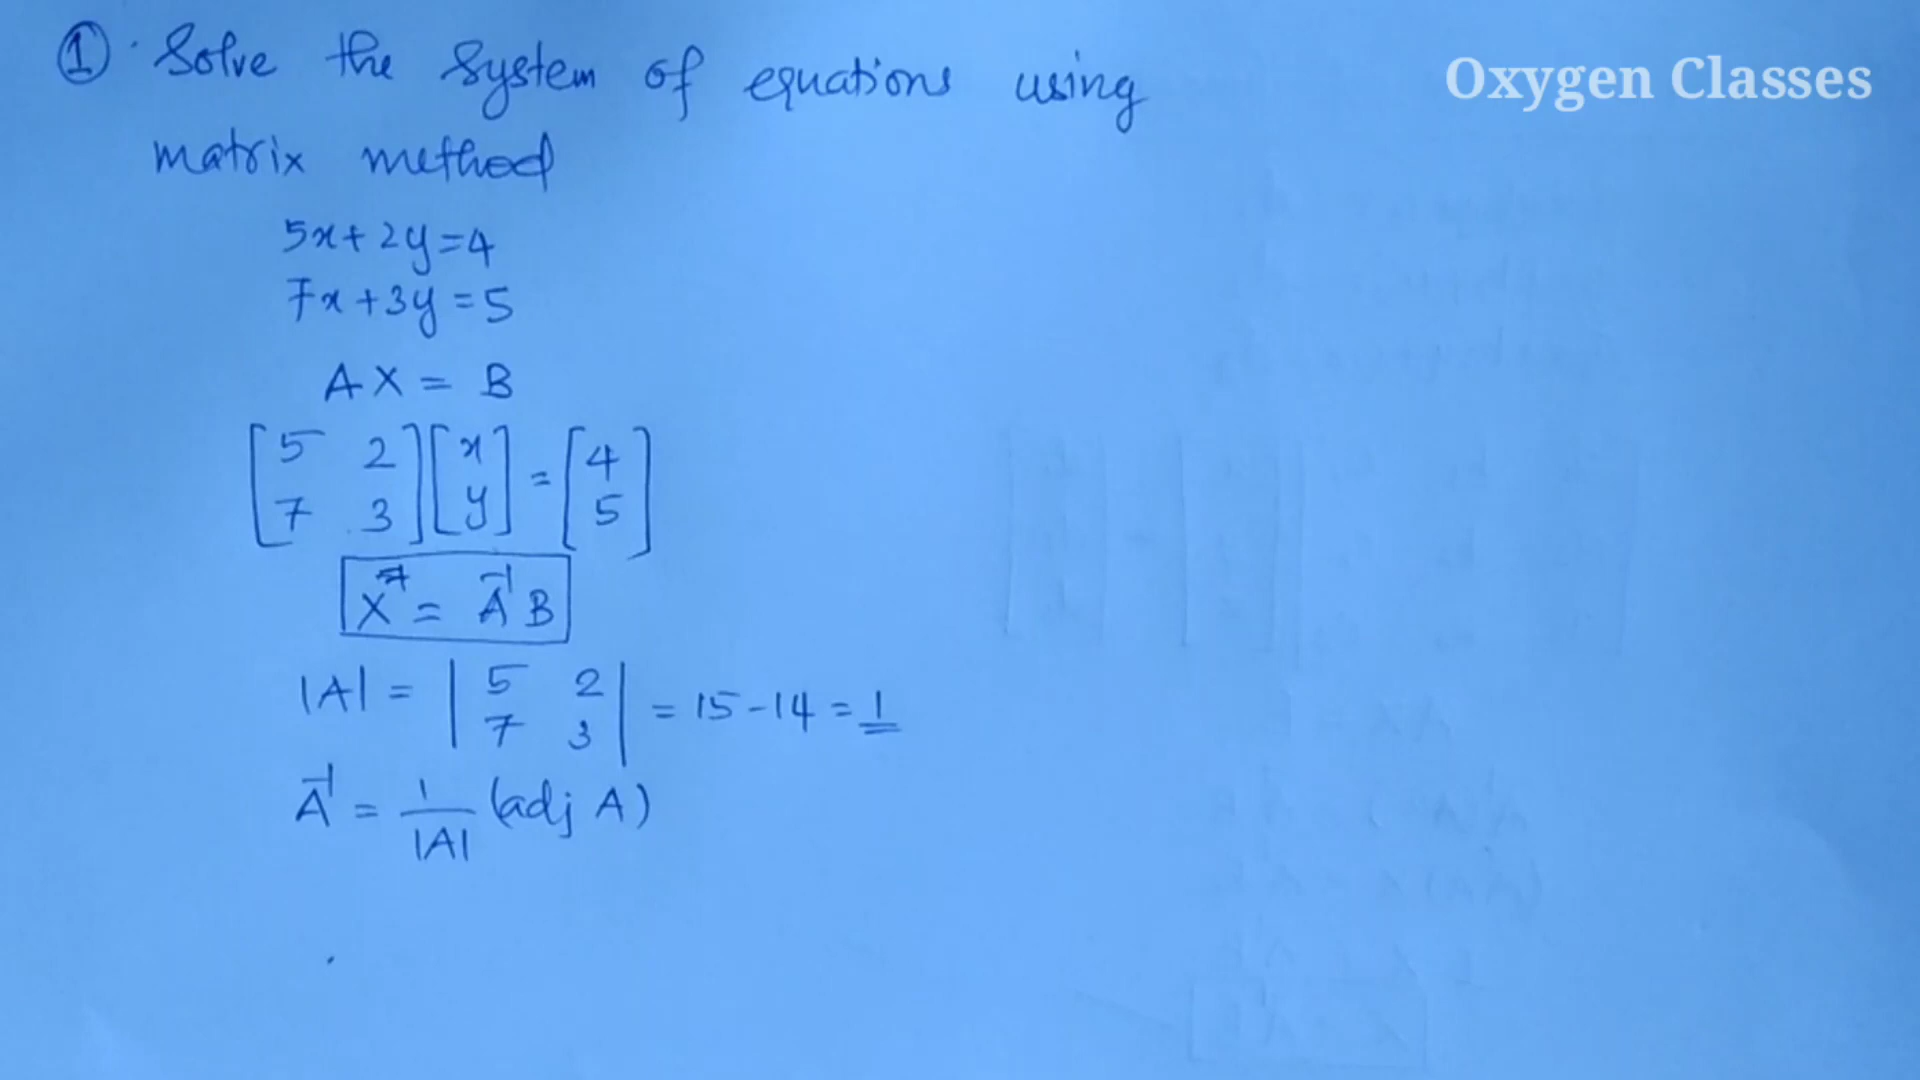 ① Solve the System of equations using
Oxygen Classes
matrix method
5x+2y=4
7x+3y=5
AX = B
[5 2 [x = [4
7 3] y] 5]
X = A⁻¹B
|A| = |5 2 = 15-14 = 1
7 3|
A⁻¹ = 1/|A| (adj A)